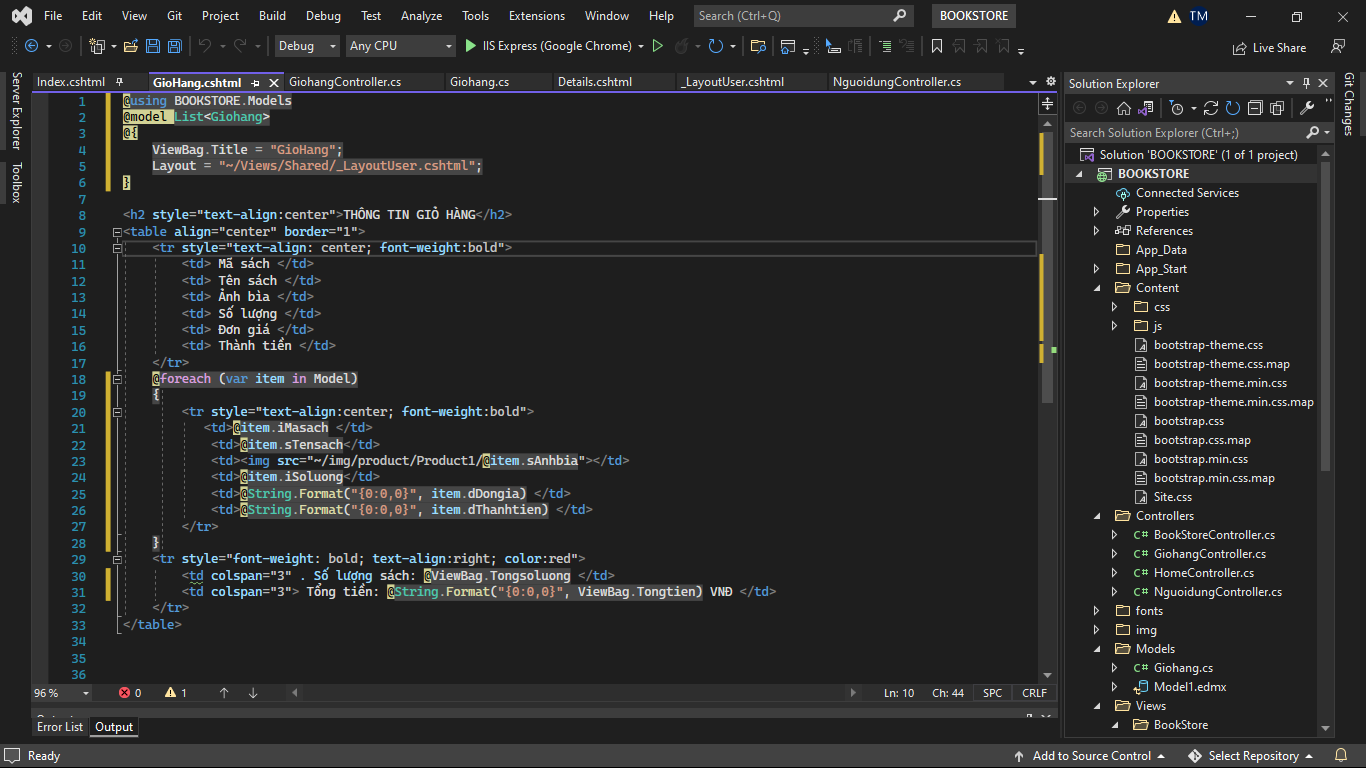 File Edit View Git Project Build Debug Test Analyze Tools Extensions Window Help Search (Ctrl+Q) BOOKSTORE TM
Debug Any CPU IIS Express (Google Chrome) Live Share
Server Explorer
Toolbox
Index.cshtml GioHang.cshtml GiohangController.cs Giohang.cs Details.cshtml _LayoutUser.cshtml NguoidungController.cs
1 @using BOOKSTORE.Models
2 @model List<Giohang>
3 @{
4 ViewBag.Title = "GioHang";
5 Layout = "~/Views/Shared/_LayoutUser.cshtml";
6 }
7
8 <h2 style="text-align:center">THÔNG TIN GIỎ HÀNG</h2>
9 <table align="center" border="1">
10 <tr style="text-align: center; font-weight:bold">
11 <td> Mã sách </td>
12 <td> Tên sách </td>
13 <td> Ảnh bìa </td>
14 <td> Số lượng </td>
15 <td> Đơn giá </td>
16 <td> Thành tiền </td>
17 </tr>
18 @foreach (var item in Model)
19 {
20 <tr style="text-align:center; font-weight:bold">
21 <td>@item.iMasach </td>
22 <td>@item.sTensach</td>
23 <td><img src="~/img/product/Product1/@item.sAnhbia"></td>
24 <td>@item.iSoluong</td>
25 <td>@String.Format("{0:0,0}", item.dDongia) </td>
26 <td>@String.Format("{0:0,0}", item.dThanhtien) </td>
27 </tr>
28 }
29 <tr style="font-weight: bold; text-align:right; color:red">
30 <td colspan="3" . Số lượng sách: @ViewBag.Tongsoluong </td>
31 <td colspan="3"> Tổng tiền: @String.Format("{0:0,0}", ViewBag.Tongtien) VNĐ </td>
32 </tr>
33 </table>
34
35
36
96 % 0 1 Ln: 10 Ch: 44 SPC CRLF
Error List Output
Solution Explorer
Search Solution Explorer (Ctrl+;)
Solution 'BOOKSTORE' (1 of 1 project)
BOOKSTORE
Connected Services
Properties
References
App_Data
App_Start
Content
css
js
bootstrap-theme.css
bootstrap-theme.css.map
bootstrap-theme.min.css
bootstrap-theme.min.css.map
bootstrap.css
bootstrap.css.map
bootstrap.min.css
bootstrap.min.css.map
Site.css
Controllers
C# BookStoreController.cs
C# GiohangController.cs
C# HomeController.cs
C# NguoidungController.cs
fonts
img
Models
C# Giohang.cs
Model1.edmx
Views
BookStore
Git Changes
Ready Add to Source Control Select Repository